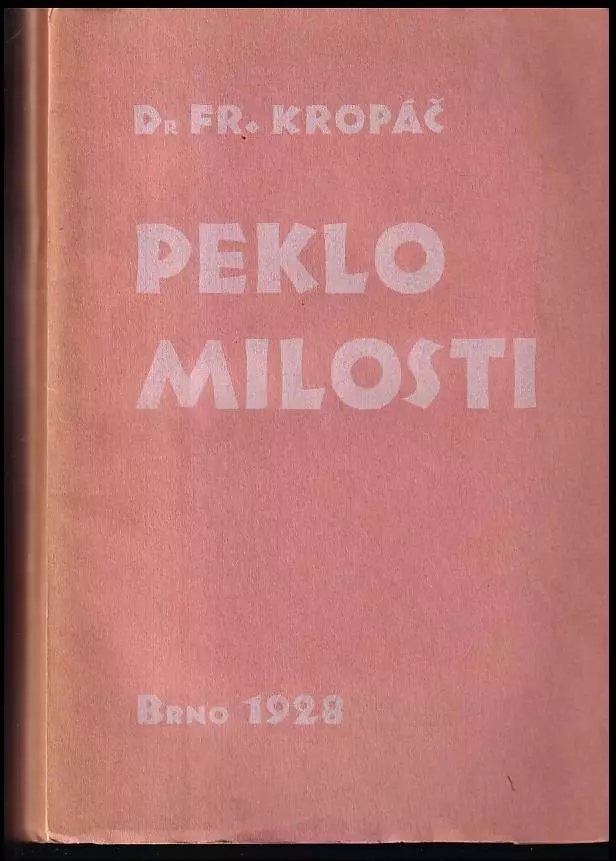 Dr FR. KROPÁČ
PEKLO
MILOSTI
BRNO 1928